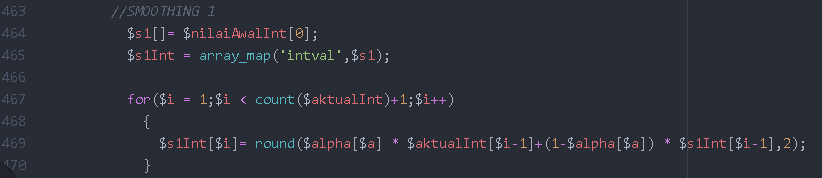 463 //SMOOTHING 1
464 $s1[]= $nilaiAwalInt[0];
465 $s1Int = array_map('intval',$s1);
466
467 for($i = 1;$i < count($aktualInt)+1;$i++)
468 {
469 $s1Int[$i]= round($alpha[$a] * $aktualInt[$i-1]+(1-$alpha[$a]) * $s1Int[$i-1],2);
470 }